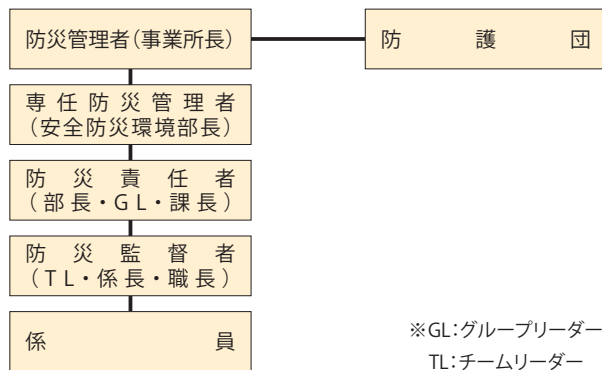 防災管理者(事業所長)
防護団
専任防災管理者
(安全防災環境部長)
防災責任者
(部長・GL・課長)
防災監督者
(TL・係長・職長)
係員
※GL:グループリーダー
TL:チームリーダー